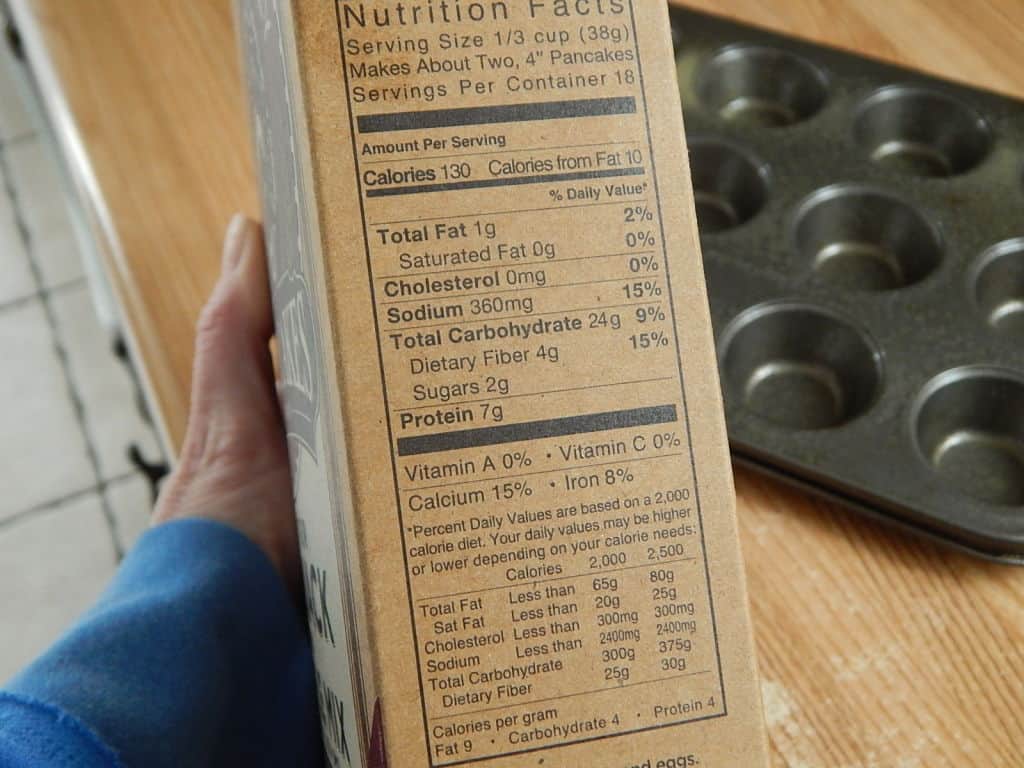 Nutrition Facts
Serving Size 1/3 cup (38g)
Makes About Two, 4" Pancakes
Servings Per Container 18
Amount Per Serving
Calories 130 Calories from Fat 10
% Daily Value*
Total Fat 1g 2%
Saturated Fat 0g 0%
Cholesterol 0mg 0%
Sodium 360mg 15%
Total Carbohydrate 24g 9%
Dietary Fiber 4g 15%
Sugars 2g
Protein 7g
Vitamin A 0% • Vitamin C 0%
Calcium 15% • Iron 8%
*Percent Daily Values are based on a 2,000
calorie diet. Your daily values may be higher
or lower depending on your calorie needs:
Calories 2,000 2,500
Total Fat Less than 65g 80g
Sat Fat Less than 20g 25g
Cholesterol Less than 300mg 300mg
Sodium Less than 2400mg 2400mg
Total Carbohydrate 300g 375g
Dietary Fiber 25g 30g
Calories per gram
Fat 9 • Carbohydrate 4 • Protein 4
eggs.